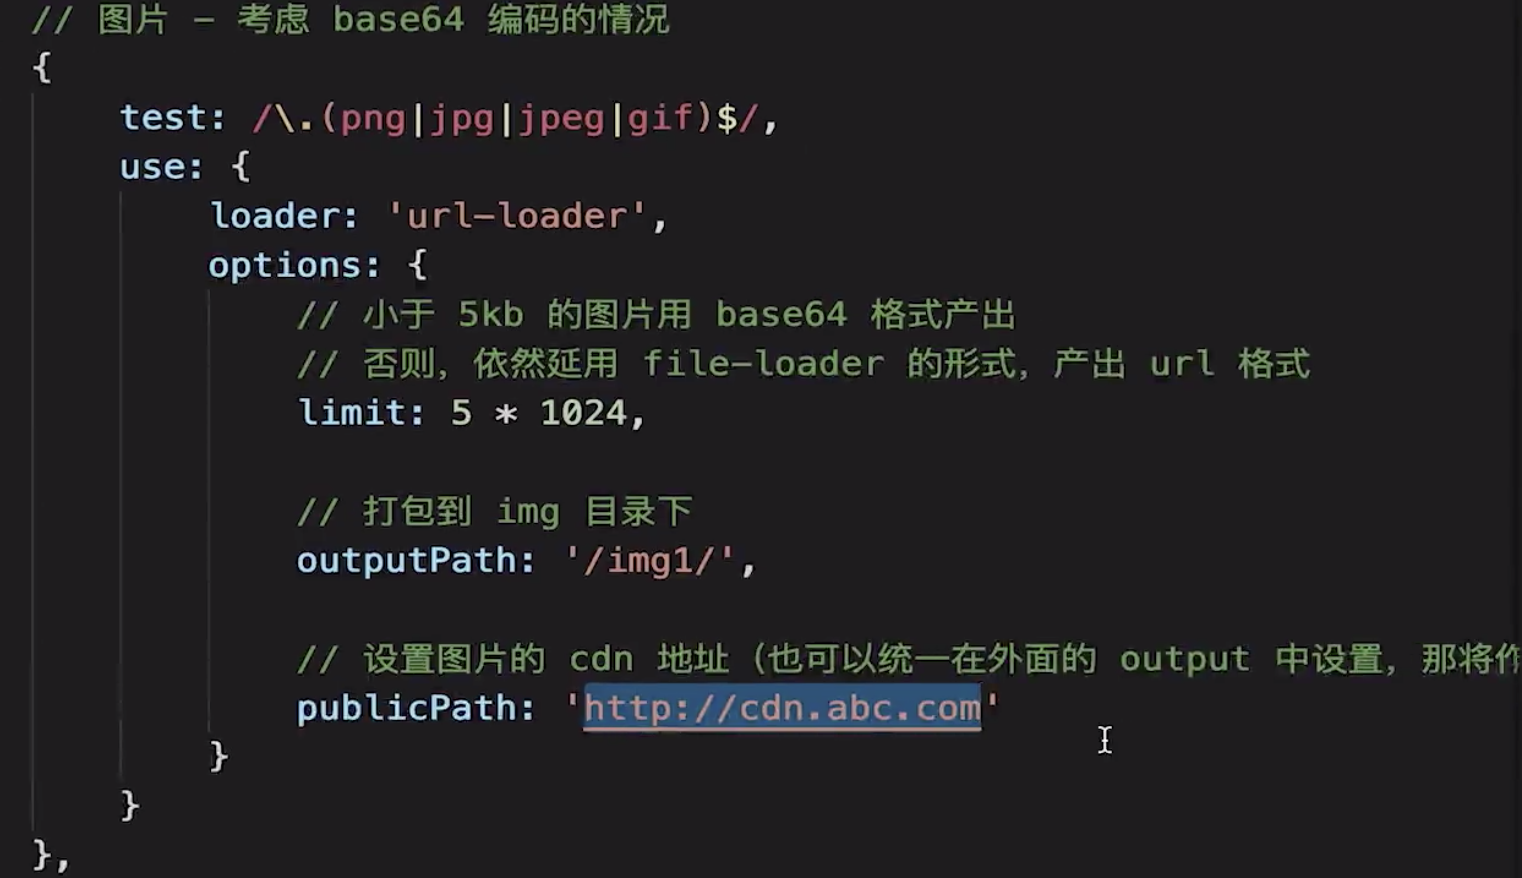 // 图片 - 考虑 base64 编码的情况
{
test: /\.(png|jpg|jpeg|gif)$/,
use: {
loader: 'url-loader',
options: {
// 小于 5kb 的图片用 base64 格式产出
// 否则，依然延用 file-loader 的形式，产出 url 格式
limit: 5 * 1024,
// 打包到 img 目录下
outputPath: '/img1/',
// 设置图片的 cdn 地址（也可以统一在外面的 output 中设置，那将作
publicPath: 'http://cdn.abc.com'
}
}
},